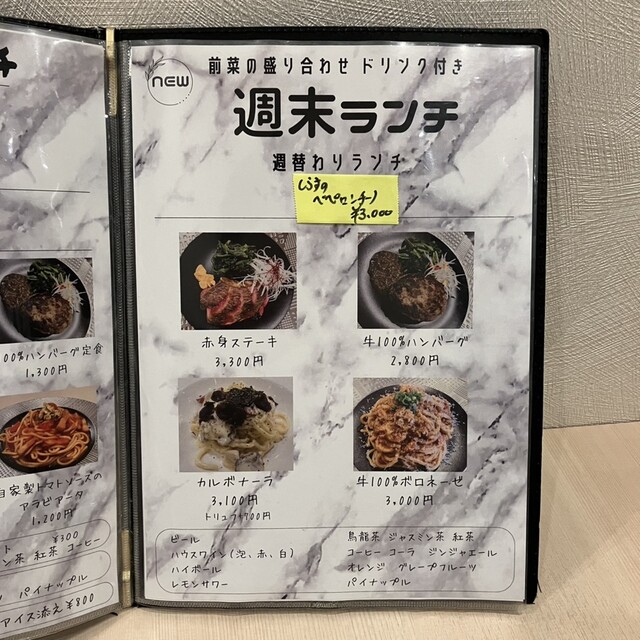 チ
100%ハンバーグ定食
1,300円
自家製トマトソースの
アラビアータ
1,200円
ト ¥300
ン茶 紅茶 コーヒー
パイナップル
アイス添え¥800
NEW
前菜の盛り合わせ ドリンク付き
週末ランチ
週替わりランチ
しらすの
ペペロンチーノ
¥3,000
赤身ステーキ
3,300円
牛100%ハンバーグ
2,800円
カルボナーラ
3,100円
トリュフ+700円
牛100%ボロネーゼ
3,000円
ビール
ハウスワイン(泡、赤、白)
ハイボール
レモンサワー
烏龍茶 ジャスミン茶 紅茶
コーヒー コーラ ジンジャエール
オレンジ グレープフルーツ
パイナップル